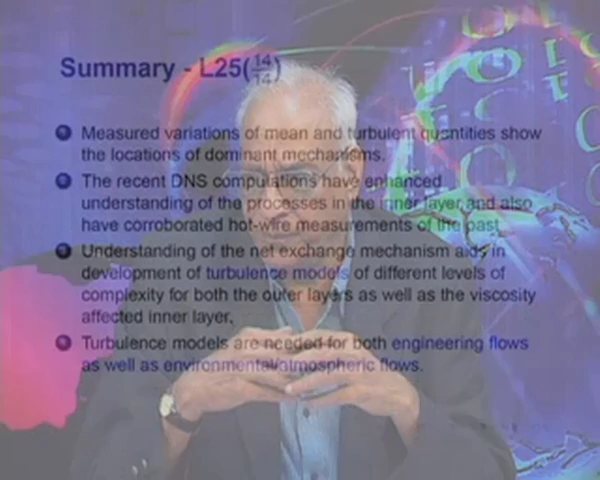 Summary - L25(14/14)
Measured variations of mean and turbulent quantities show
the locations of dominant mechanisms.
The recent DNS computations have enhanced
understanding of the processes in the inner layer and also
have corroborated hot-wire measurements of the past
Understanding of the net exchange mechanism aids in
development of turbulence models of different levels of
complexity for both the outer layers as well as the viscosity
affected inner layer.
Turbulence models are needed for both engineering flows
as well as environmental/atmospheric flows.